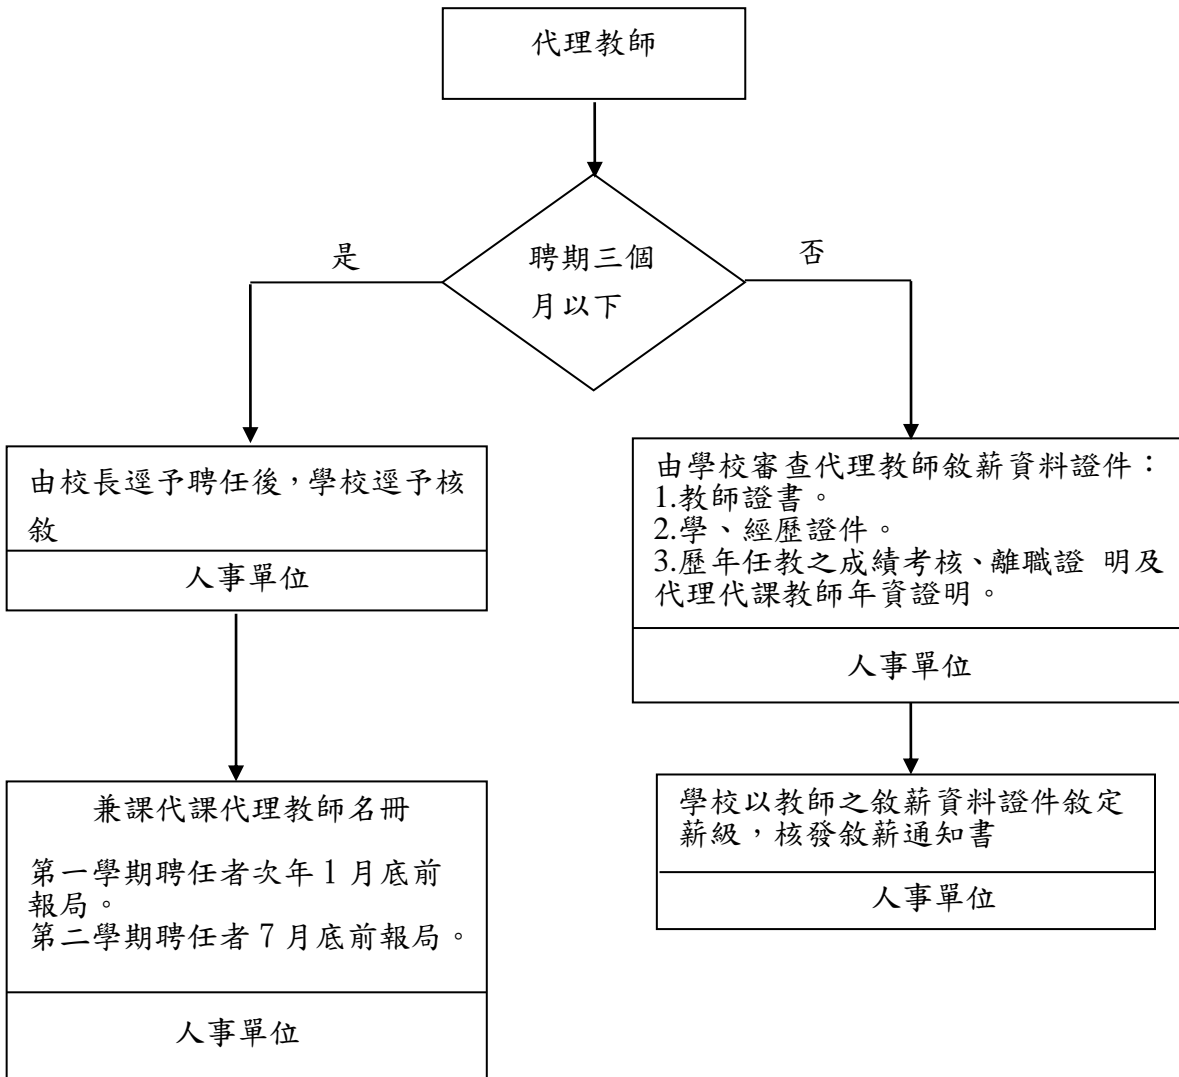 代理教師
聘期三個
月以下
是
否
由校長逕予聘任後，學校逕予核
敘
人事單位
兼課代課代理教師名冊
第一學期聘任者次年 1 月底前
報局。
第二學期聘任者 7 月底前報局。
人事單位
由學校審查代理教師敘薪資料證件：
1.教師證書。
2.學、經歷證件。
3.歷年任教之成績考核、離職證 明及
代理代課教師年資證明。
人事單位
學校以教師之敘薪資料證件敘定
薪級，核發敘薪通知書
人事單位